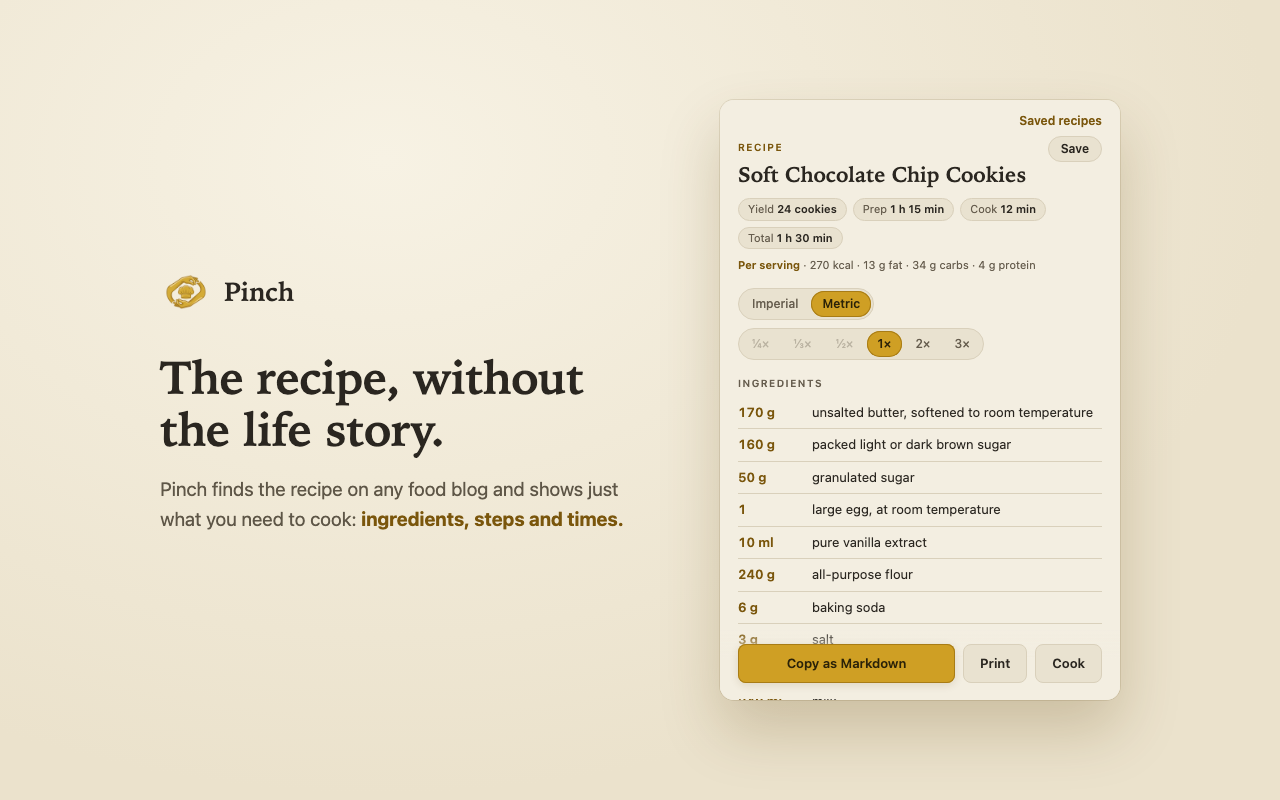 Pinch
The recipe, without
the life story.
Pinch finds the recipe on any food blog and shows just
what you need to cook: ingredients, steps and times.
Saved recipes
RECIPE
Save
Soft Chocolate Chip Cookies
Yield 24 cookies
Prep 1 h 15 min
Cook 12 min
Total 1 h 30 min
Per serving · 270 kcal · 13 g fat · 34 g carbs · 4 g protein
Imperial
Metric
¼×
⅓×
½×
1×
2×
3×
INGREDIENTS
170 g unsalted butter, softened to room temperature
160 g packed light or dark brown sugar
50 g granulated sugar
1 large egg, at room temperature
10 ml pure vanilla extract
240 g all-purpose flour
6 g baking soda
3 g salt
Copy as Markdown
Print
Cook